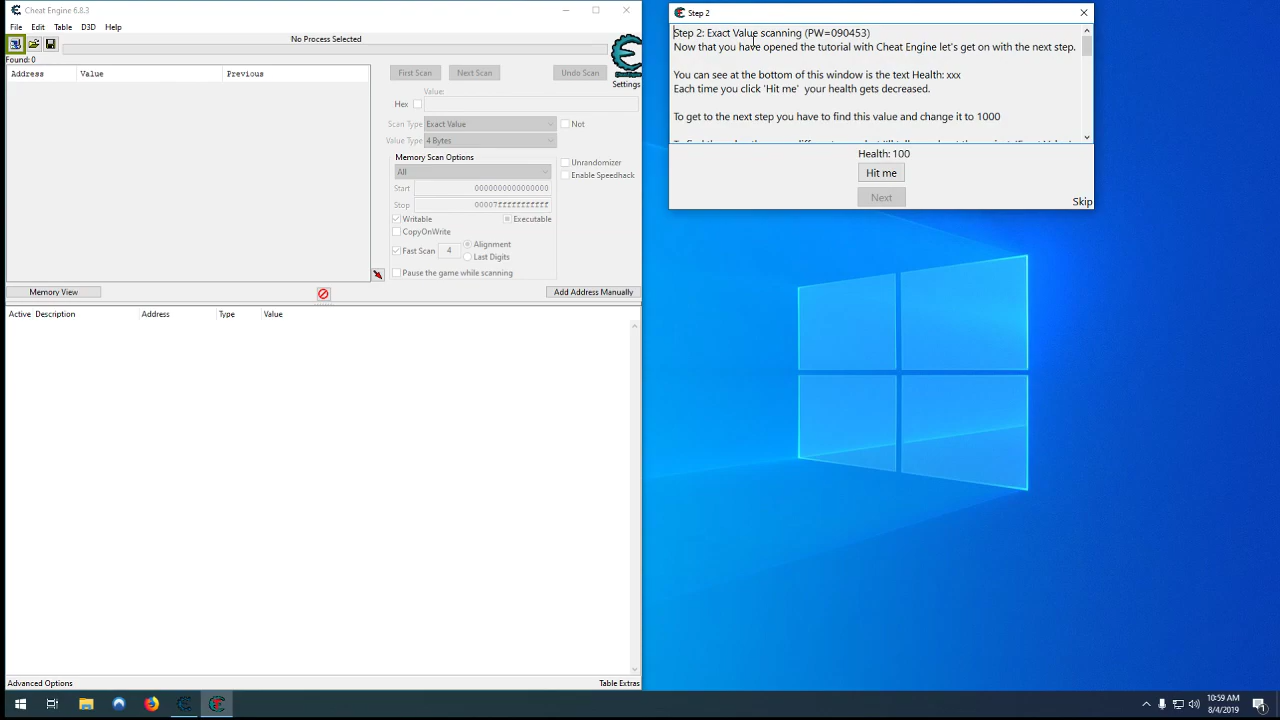 Cheat Engine 6.8.3
File Edit Table D3D Help
No Process Selected
Found: 0
Address Value Previous
First Scan Next Scan Undo Scan
Settings
Value:
Hex
Scan Type Exact Value Not
Value Type 4 Bytes
Memory Scan Options
All
Unrandomizer
Enable Speedhack
Start 0000000000000000
Stop 00007fffffffffff
Writable Executable
CopyOnWrite
Fast Scan 4 Alignment
Last Digits
Pause the game while scanning
Memory View Add Address Manually
Active Description Address Type Value
Advanced Options Table Extras
Step 2
Step 2: Exact Value scanning (PW=090453)
Now that you have opened the tutorial with Cheat Engine let's get on with the next step.
You can see at the bottom of this window is the text Health: xxx
Each time you click 'Hit me' your health gets decreased.
To get to the next step you have to find this value and change it to 1000
Health: 100
Hit me
Next
Skip
10:59 AM
8/4/2019
1